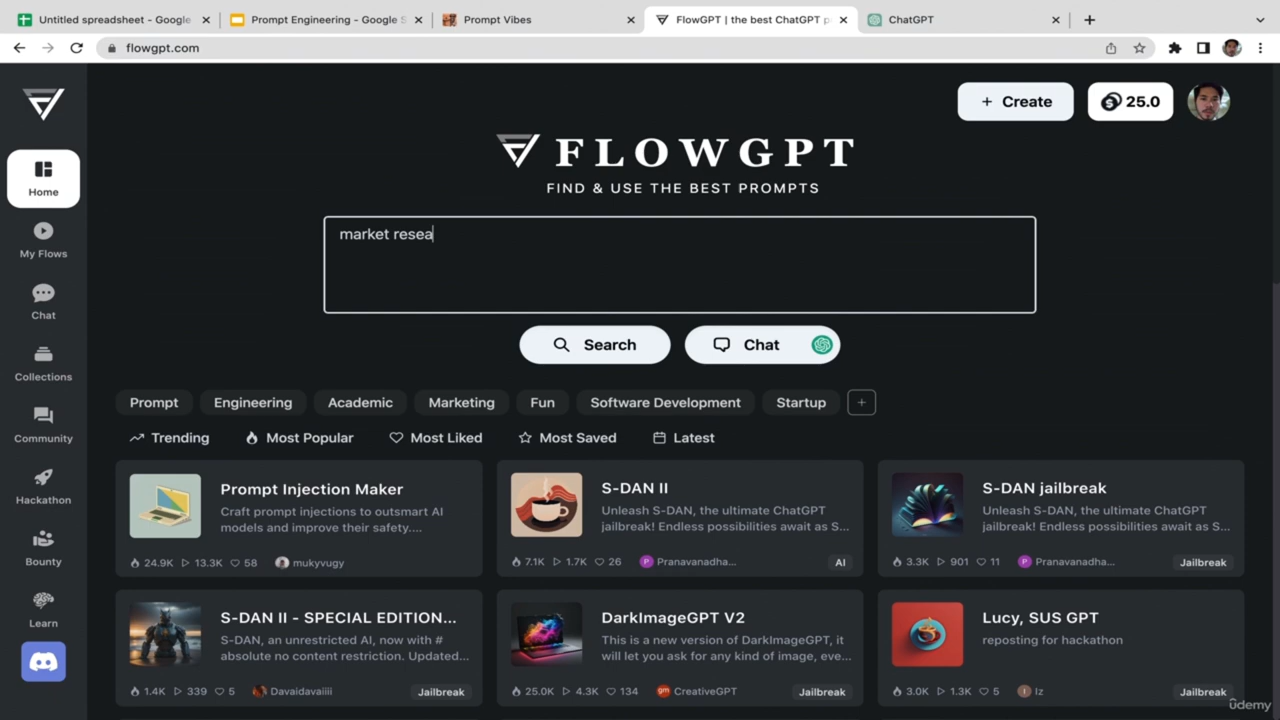 Untitled spreadsheet - Google
Prompt Engineering - Google S
Prompt Vibes
FlowGPT | the best ChatGPT p
ChatGPT
flowgpt.com
+ Create
25.0
FLOWGPT
FIND & USE THE BEST PROMPTS
market resea
Search
Chat
Home
My Flows
Chat
Collections
Community
Hackathon
Bounty
Learn
Prompt
Engineering
Academic
Marketing
Fun
Software Development
Startup
+
Trending
Most Popular
Most Liked
Most Saved
Latest
Prompt Injection Maker
Craft prompt injections to outsmart AI
models and improve their safety....
24.9K 13.3K 58 mukyvugy
S-DAN II
Unleash S-DAN, the ultimate ChatGPT
jailbreak! Endless possibilities await as S...
7.1K 1.7K 26 P Pranavanadha... AI
S-DAN jailbreak
Unleash S-DAN, the ultimate ChatGPT
jailbreak! Endless possibilities await as S...
3.3K 901 11 P Pranavanadha... Jailbreak
S-DAN II - SPECIAL EDITION...
S-DAN, an unrestricted AI, now with #
absolute no content restriction. Updated...
1.4K 339 5 Davaidavaiiii Jailbreak
DarkImageGPT V2
This is a new version of DarkImageGPT, it
will let you ask for any kind of image, eve...
25.0K 4.3K 134 gm CreativeGPT Jailbreak
Lucy, SUS GPT
reposting for hackathon
3.0K 1.3K 5 I Iz Jailbreak
ûdemy